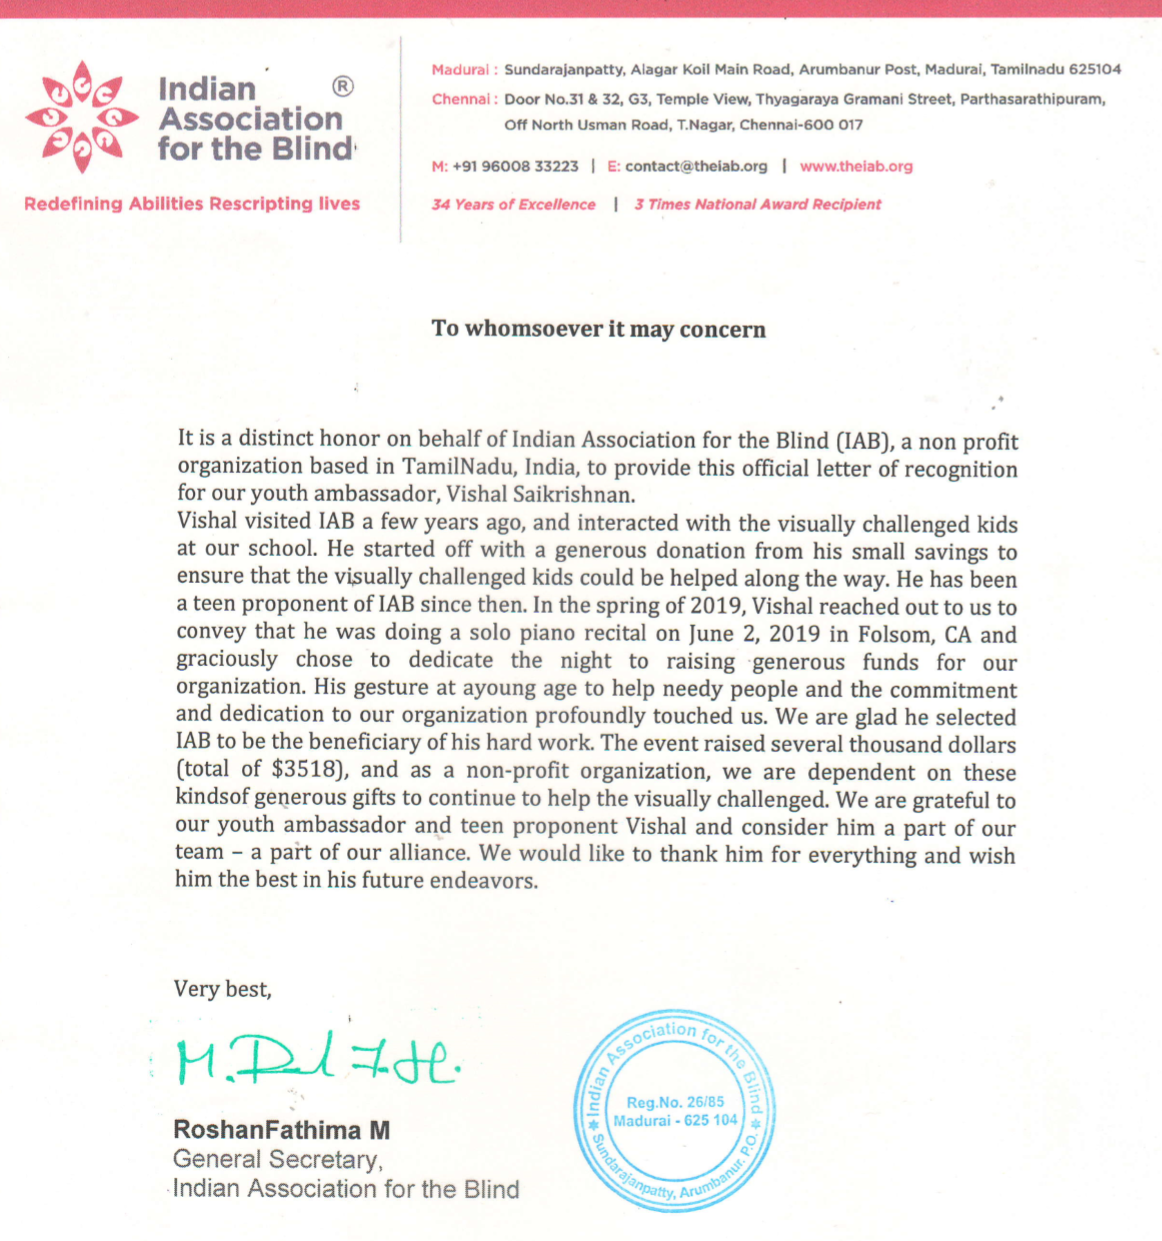 Indian ®
Association
for the Blind
Redefining Abilities Rescripting lives
Madurai : Sundarajanpatty, Alagar Koil Main Road, Arumbanur Post, Madurai, Tamilnadu 625104
Chennai : Door No.31 & 32, G3, Temple View, Thyagaraya Gramani Street, Parthasarathipuram,
Off North Usman Road, T.Nagar, Chennai-600 017
M: +91 96008 33223 | E: contact@theiab.org | www.theiab.org
34 Years of Excellence | 3 Times National Award Recipient
To whomsoever it may concern
It is a distinct honor on behalf of Indian Association for the Blind (IAB), a non profit
organization based in TamilNadu, India, to provide this official letter of recognition
for our youth ambassador, Vishal Saikrishnan.
Vishal visited IAB a few years ago, and interacted with the visually challenged kids
at our school. He started off with a generous donation from his small savings to
ensure that the visually challenged kids could be helped along the way. He has been
a teen proponent of IAB since then. In the spring of 2019, Vishal reached out to us to
convey that he was doing a solo piano recital on June 2, 2019 in Folsom, CA and
graciously chose to dedicate the night to raising generous funds for our
organization. His gesture at ayoung age to help needy people and the commitment
and dedication to our organization profoundly touched us. We are glad he selected
IAB to be the beneficiary of his hard work. The event raised several thousand dollars
(total of $3518), and as a non-profit organization, we are dependent on these
kindsof generous gifts to continue to help the visually challenged. We are grateful to
our youth ambassador and teen proponent Vishal and consider him a part of our
team – a part of our alliance. We would like to thank him for everything and wish
him the best in his future endeavors.
Very best,
RoshanFathima M
General Secretary,
Indian Association for the Blind
Indian Association for the Blind
Reg.No. 26/85
Madurai - 625 104
Sundarajanpatty, Arumbanur. P.O.